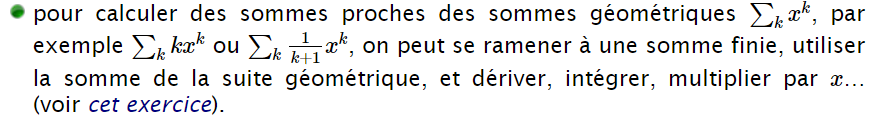 pour calculer des sommes proches des sommes géométriques $\sum_k x^k$, par
exemple $\sum_k kx^k$ ou $\sum_k \frac{1}{k+1}x^k$, on peut se ramener à une somme finie, utiliser
la somme de la suite géométrique, et dériver, intégrer, multiplier par $x$...
(voir cet exercice).